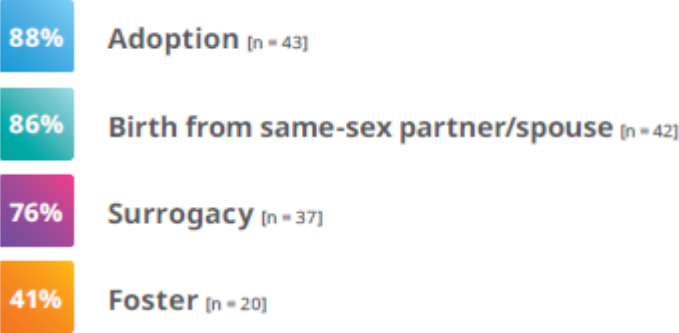 88% Adoption [n = 43]
86% Birth from same-sex partner/spouse [n = 42]
76% Surrogacy [n = 37]
41% Foster [n = 20]